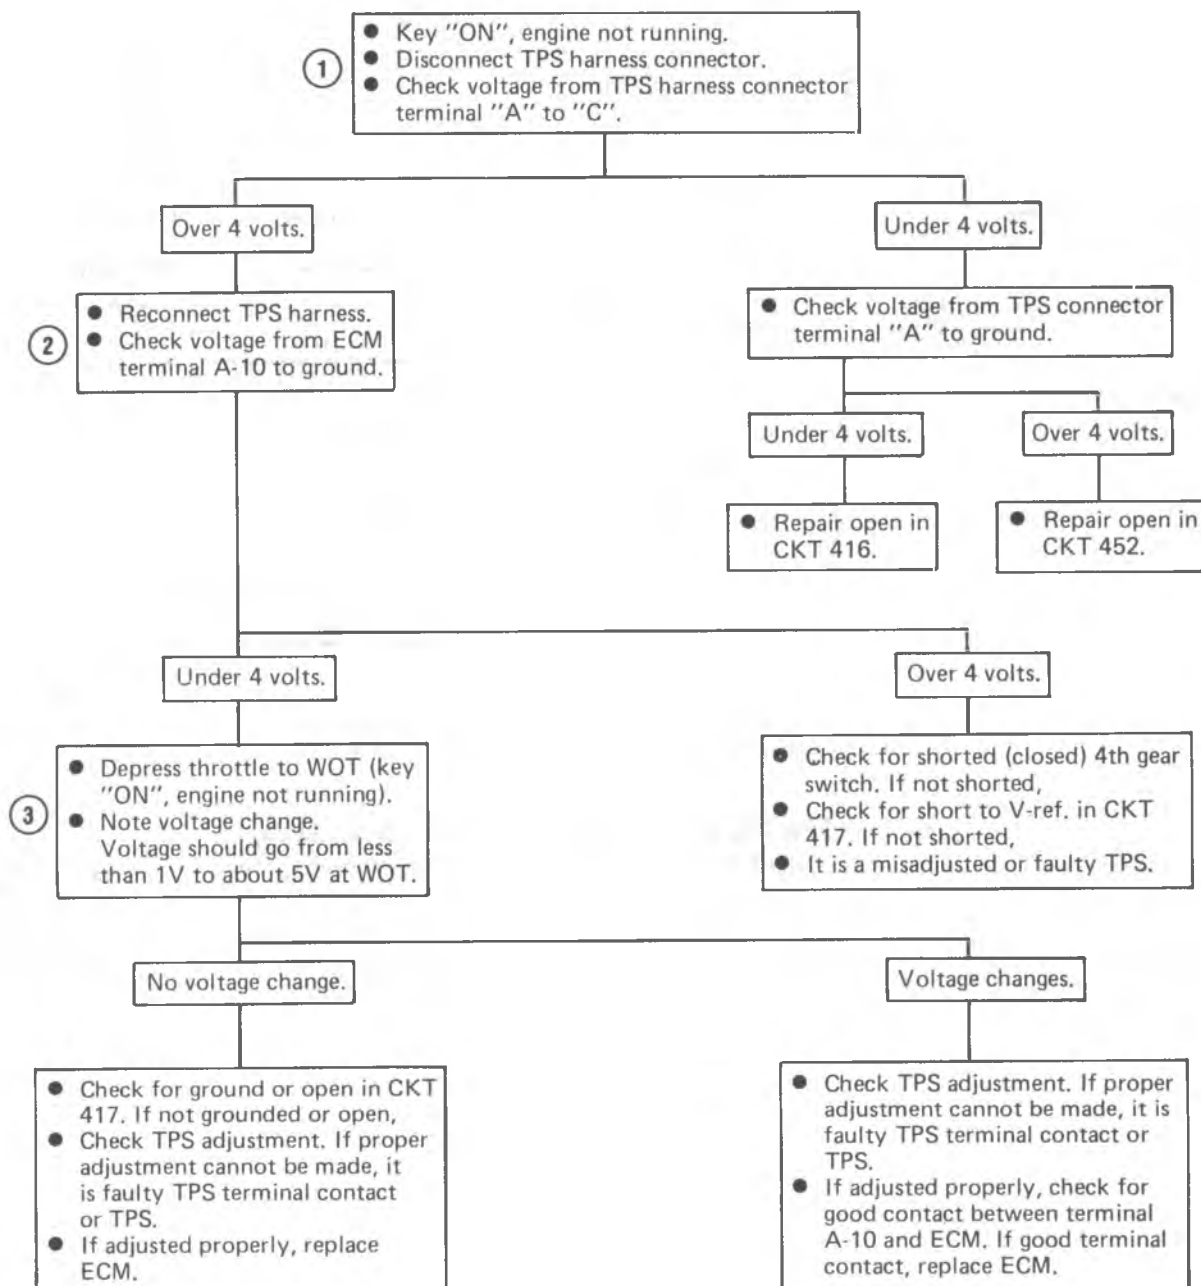 ① ● Key "ON", engine not running.
● Disconnect TPS harness connector.
● Check voltage from TPS harness connector
terminal "A" to "C".
Over 4 volts.
Under 4 volts.
② ● Reconnect TPS harness.
● Check voltage from ECM
terminal A-10 to ground.
● Check voltage from TPS connector
terminal "A" to ground.
Under 4 volts.
Over 4 volts.
● Repair open in
CKT 416.
● Repair open in
CKT 452.
Under 4 volts.
Over 4 volts.
③ ● Depress throttle to WOT (key
"ON", engine not running).
● Note voltage change.
Voltage should go from less
than 1V to about 5V at WOT.
● Check for shorted (closed) 4th gear
switch. If not shorted,
● Check for short to V-ref. in CKT
417. If not shorted,
● It is a misadjusted or faulty TPS.
No voltage change.
Voltage changes.
● Check for ground or open in CKT
417. If not grounded or open,
● Check TPS adjustment. If proper
adjustment cannot be made, it
is faulty TPS terminal contact
or TPS.
● If adjusted properly, replace
ECM.
● Check TPS adjustment. If proper
adjustment cannot be made, it is
faulty TPS terminal contact or
TPS.
● If adjusted properly, check for
good contact between terminal
A-10 and ECM. If good terminal
contact, replace ECM.